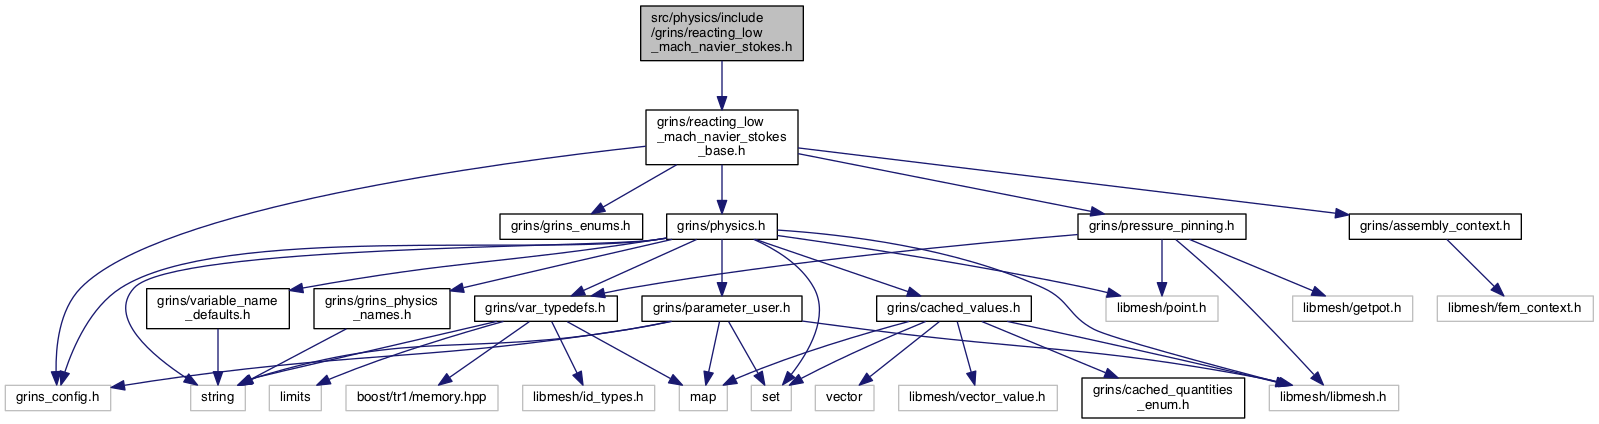 src/physics/include
/grins/reacting_low
_mach_navier_stokes.h
grins/reacting_low
_mach_navier_stokes
_base.h
grins/grins_enums.h
grins/physics.h
grins/pressure_pinning.h
grins/assembly_context.h
grins/variable_name
_defaults.h
grins/grins_physics
_names.h
grins/var_typedefs.h
grins/parameter_user.h
grins/cached_values.h
libmesh/point.h
libmesh/getpot.h
libmesh/fem_context.h
grins_config.h
string
limits
boost/tr1/memory.hpp
libmesh/id_types.h
map
set
vector
libmesh/vector_value.h
grins/cached_quantities
_enum.h
libmesh/libmesh.h